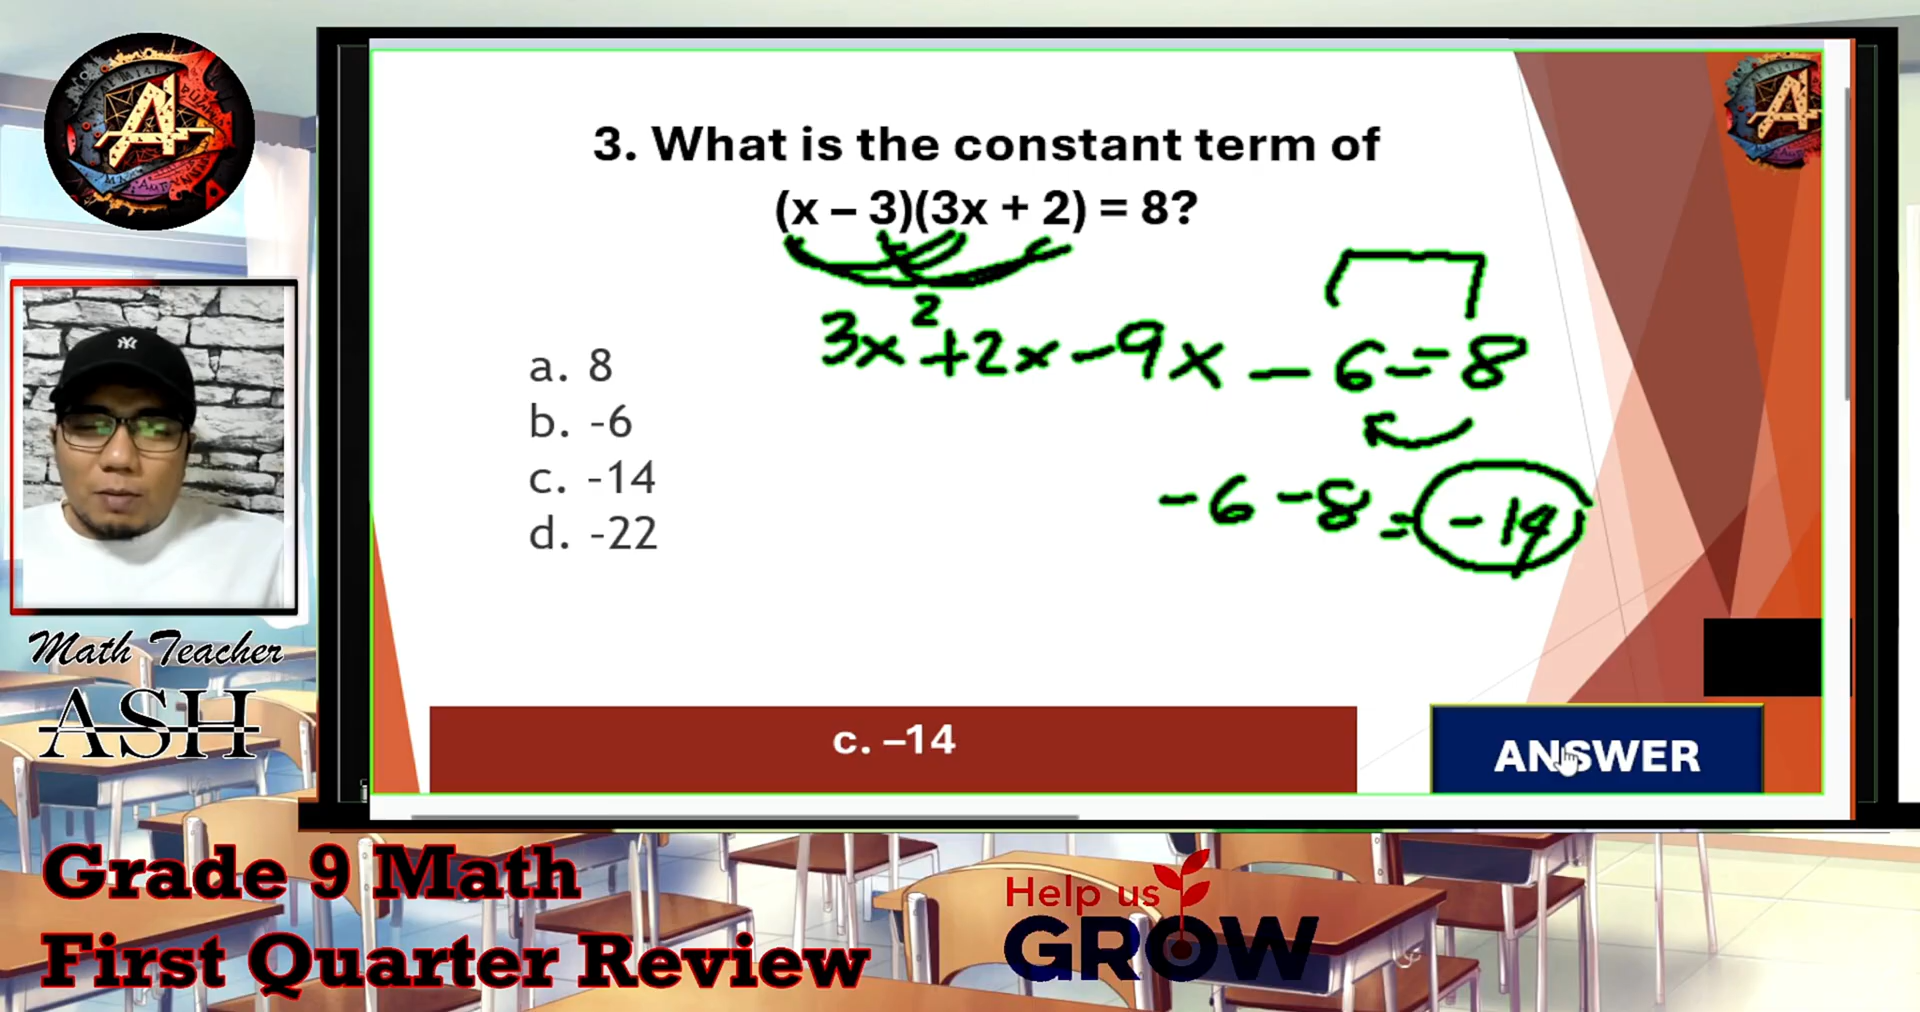 3. What is the constant term of
(x – 3)(3x + 2) = 8?
3x² + 2x - 9x - 6 = 8
a. 8
b. -6
c. -14
d. -22
- 6 - 8 = - 14
c. –14
ANSWER
Math Teacher
ASH
Grade 9 Math
First Quarter Review
Help us
GROW